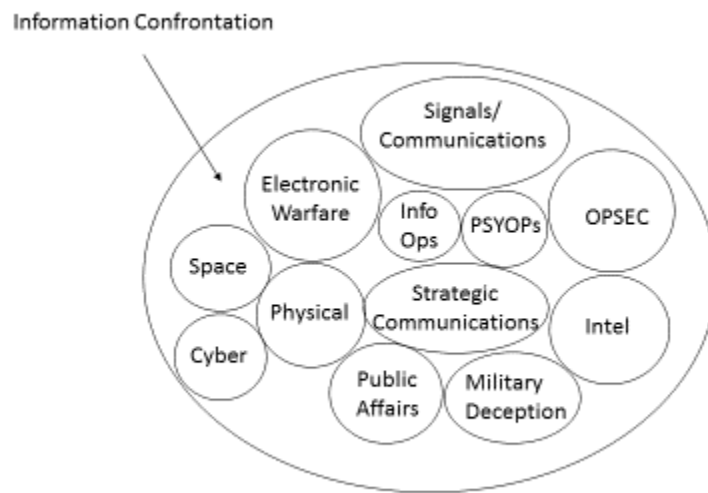 Information Confrontation
Signals/
Communications
Electronic
Warfare
Info
Ops
PSYOPs
OPSEC
Space
Physical
Strategic
Communications
Intel
Cyber
Public
Affairs
Military
Deception